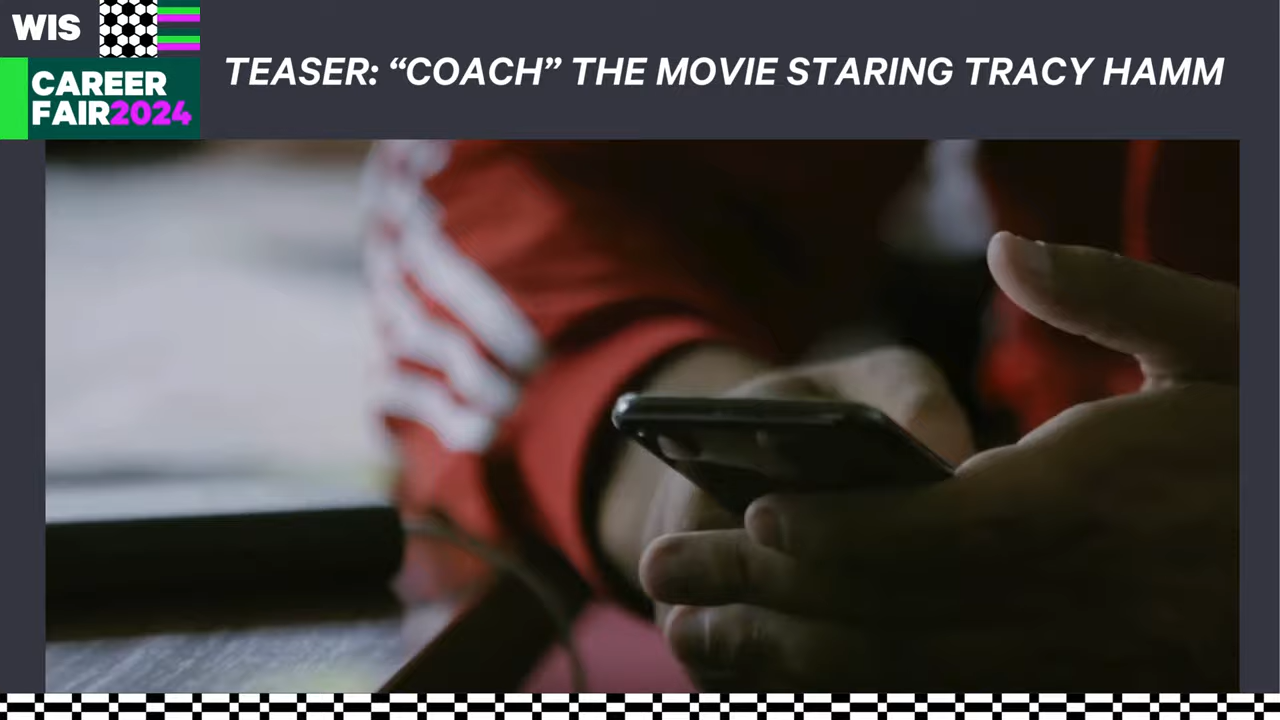 WIS
CAREER
FAIR2024
TEASER: “COACH” THE MOVIE STARING TRACY HAMM